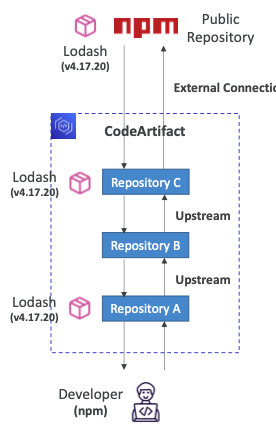 npm
Public
Repository
Lodash
(v4.17.20)
External Connectio
CodeArtifact
Lodash
(v4.17.20)
Repository C
Upstream
Repository B
Upstream
Lodash
(v4.17.20)
Repository A
Developer
(npm)